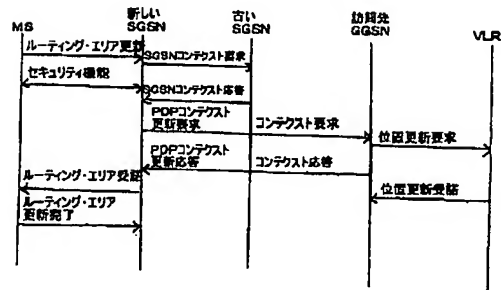 MS
新しい
SGSN
古い
SGSN
訪問先
GGSN
VLR
ルーティング・エリア更新
SGSNコンテクスト要求
セキュリティ機能
SGSNコンテクスト応答
PDPコンテクスト
更新要求
コンテクスト要求
位置更新要求
PDPコンテクスト
更新応答
コンテクスト応答
ルーティング・エリア受諾
位置更新受諾
ルーティング・エリア
更新完了